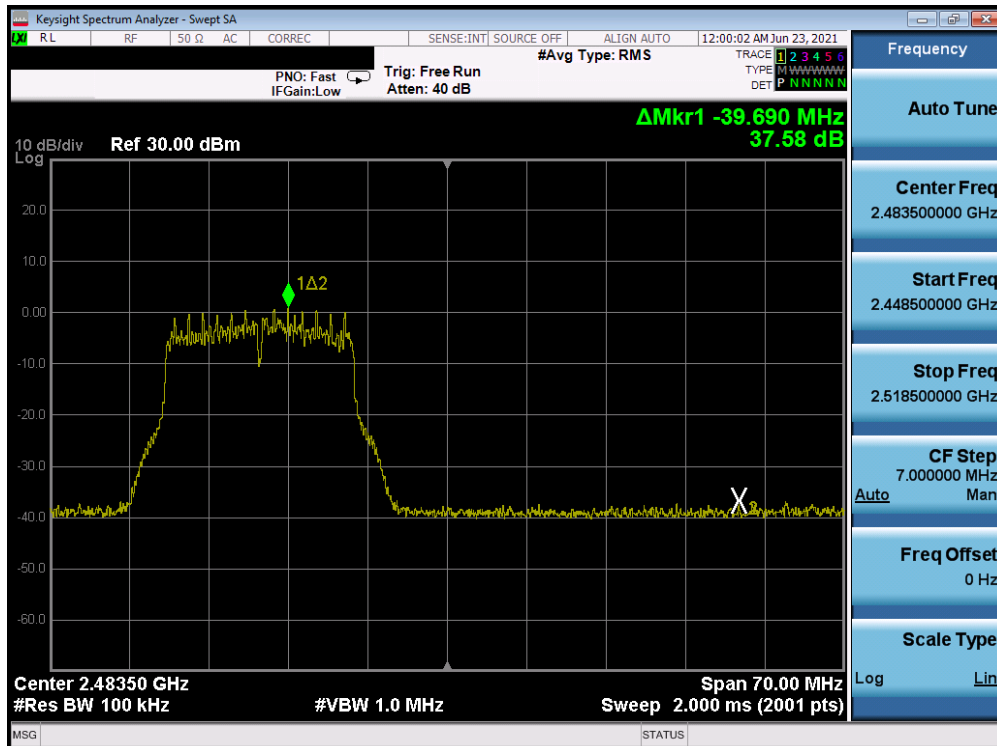 Keysight Spectrum Analyzer - Swept SA
LXI RL RF 50 Ω AC CORREC SENSE:INT SOURCE OFF ALIGN AUTO 12:00:02 AM Jun 23, 2021
#Avg Type: RMS
PNO: Fast
IFGain:Low
Trig: Free Run
Atten: 40 dB
TRACE 1 2 3 4 5 6
TYPE M WWWWW
DET P N N N N N
Frequency
Auto Tune
ΔMkr1 -39.690 MHz
37.58 dB
10 dB/div
Log
Ref 30.00 dBm
20.0
10.0
0.00
-10.0
-20.0
-30.0
-40.0
-50.0
-60.0
1Δ2
X2
Center Freq
2.483500000 GHz
Start Freq
2.448500000 GHz
Stop Freq
2.518500000 GHz
CF Step
7.000000 MHz
Auto Man
Freq Offset
0 Hz
Scale Type
Log Lin
Center 2.48350 GHz
Span 70.00 MHz
#Res BW 100 kHz
#VBW 1.0 MHz
Sweep 2.000 ms (2001 pts)
MSG
STATUS